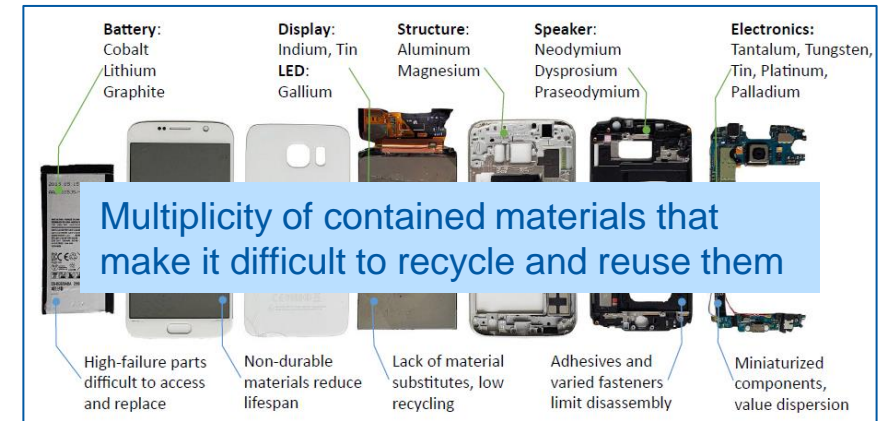 Battery:
Cobalt
Lithium
Graphite
Display:
Indium, Tin
LED:
Gallium
Structure:
Aluminum
Magnesium
Speaker:
Neodymium
Dysprosium
Praseodymium
Electronics:
Tantalum, Tungsten,
Tin, Platinum,
Palladium
Multiplicity of contained materials that
make it difficult to recycle and reuse them
High-failure parts
difficult to access
and replace
Non-durable
materials reduce
lifespan
Lack of material
substitutes, low
recycling
Adhesives and
varied fasteners
limit disassembly
Miniaturized
components,
value dispersion